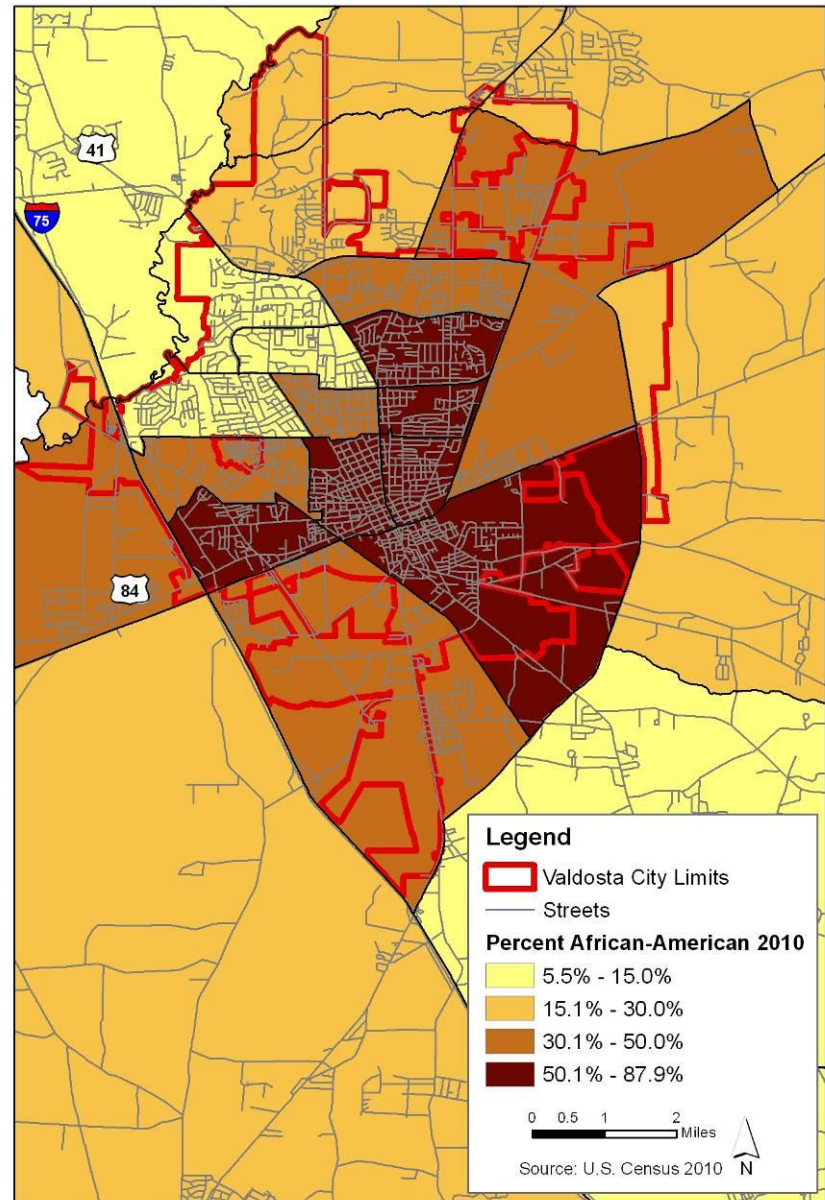 41
75
84
Legend
Valdosta City Limits
Streets
Percent African-American 2010
5.5% - 15.0%
15.1% - 30.0%
30.1% - 50.0%
50.1% - 87.9%
0 0.5 1 2
Miles
Source: U.S. Census 2010 N